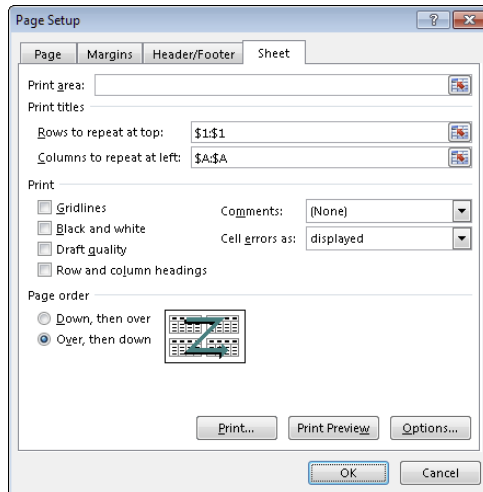 Page Setup
Page Margins Header/Footer Sheet
Print area:
Print titles
Rows to repeat at top: $1:$1
Columns to repeat at left: $A:$A
Print
Gridlines Comments: (None)
Black and white Cell errors as: displayed
Draft quality
Row and column headings
Page order
Down, then over
Over, then down
Print... Print Preview Options...
OK Cancel